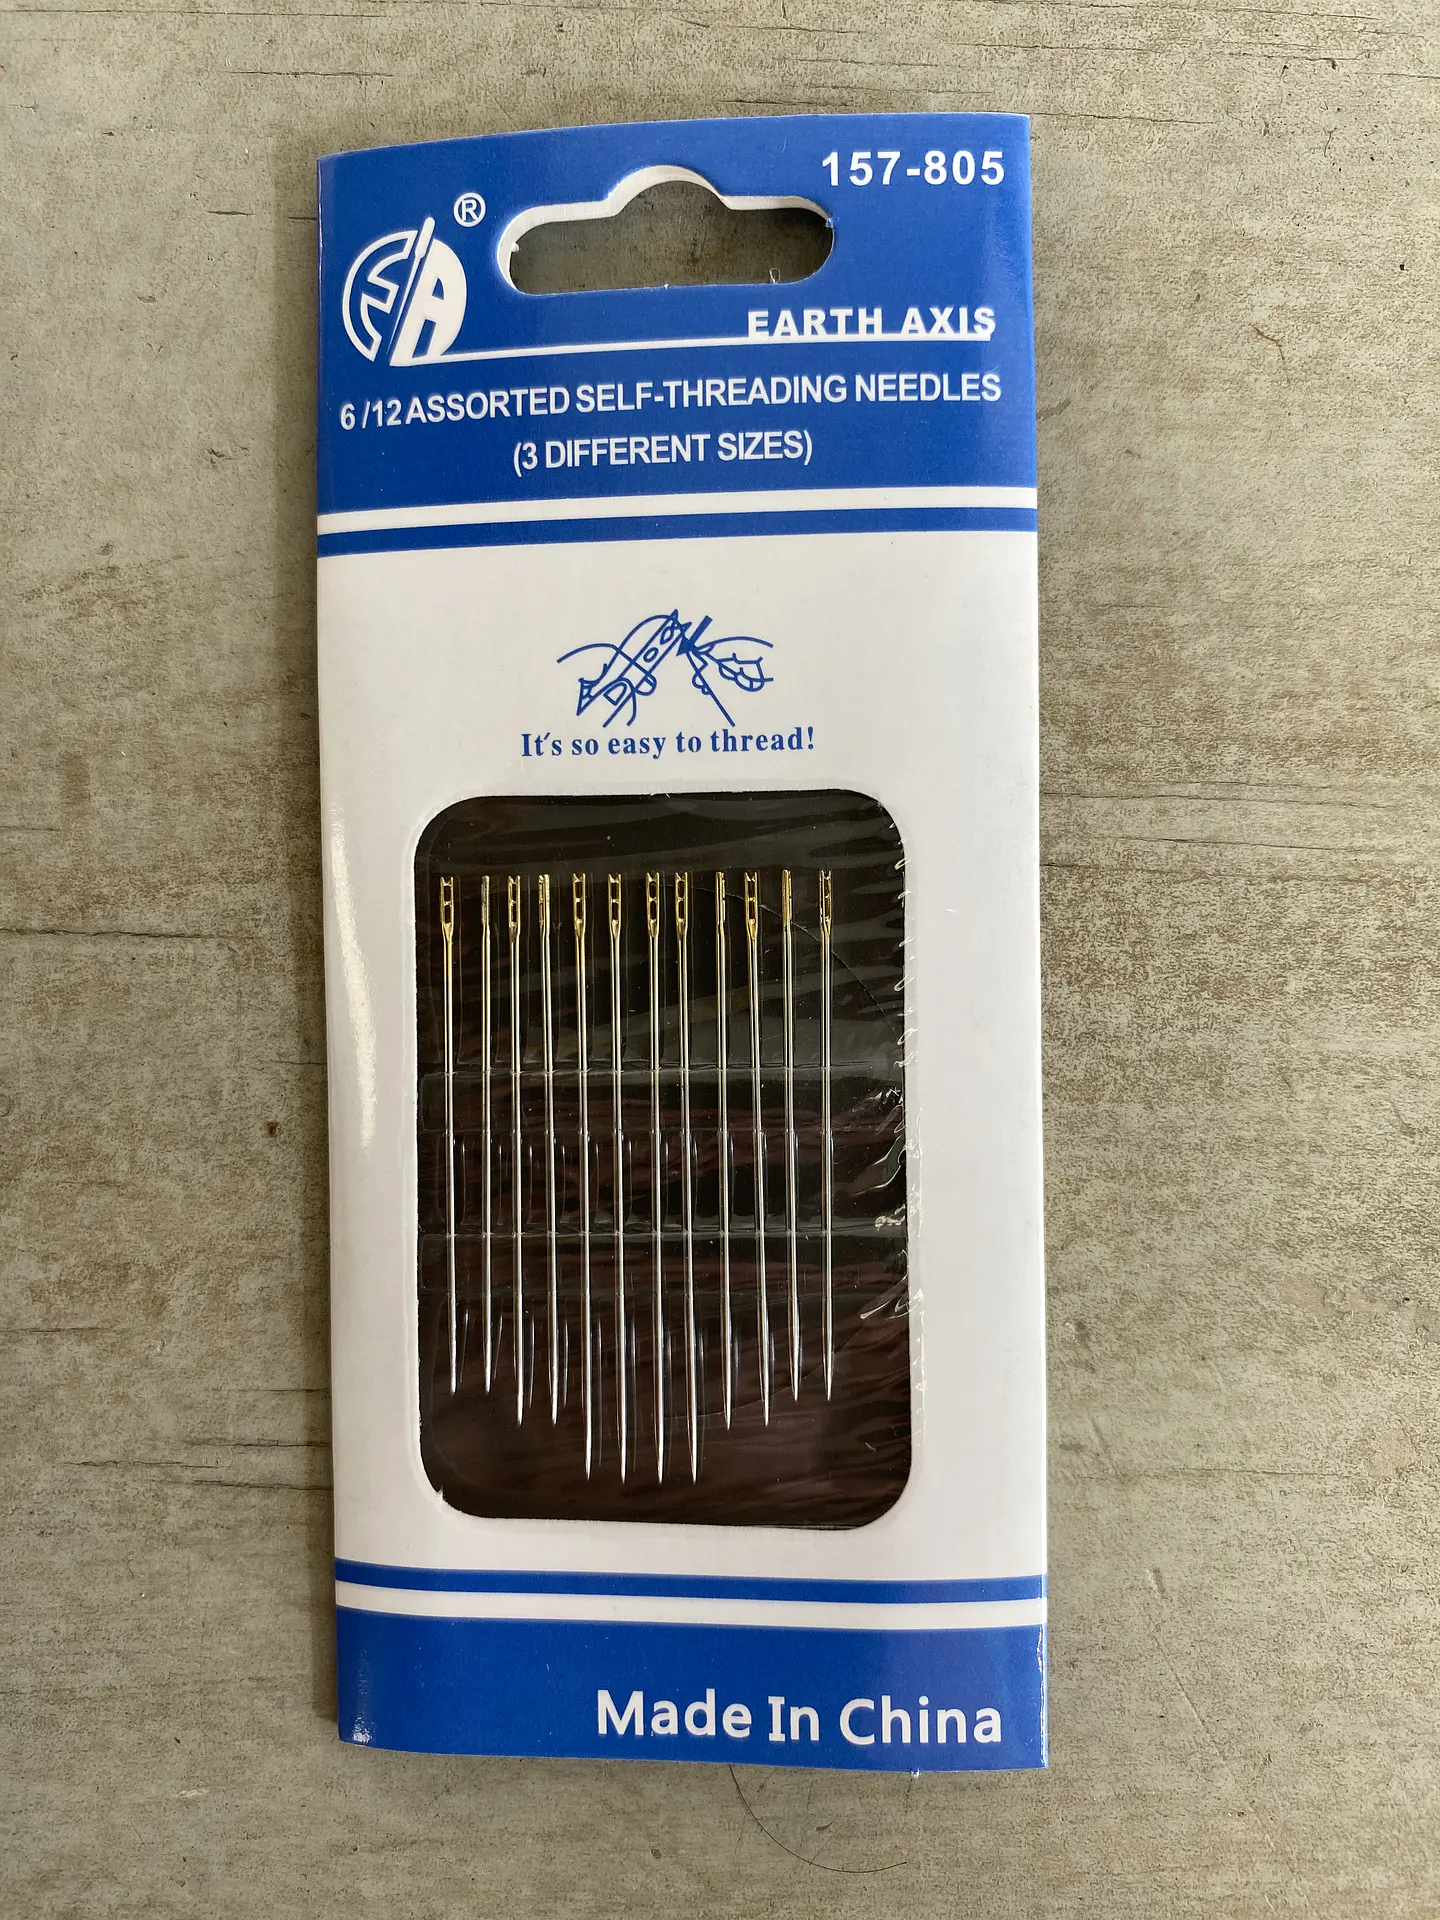 157-805
EA ®
EARTH AXIS
6/12 ASSORTED SELF-THREADING NEEDLES
(3 DIFFERENT SIZES)
It's so easy to thread!
Made In China